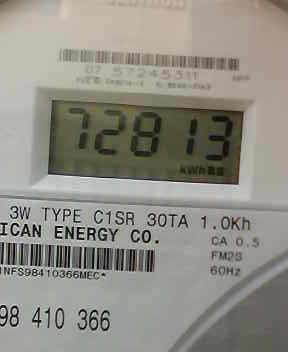 07 57245311
72813
kWh
3W TYPE C1SR 30TA 1.0Kh
ICAN ENERGY CO.
CA 0.5
FM2S
60Hz
INFS98410366MEC*
98 410 366